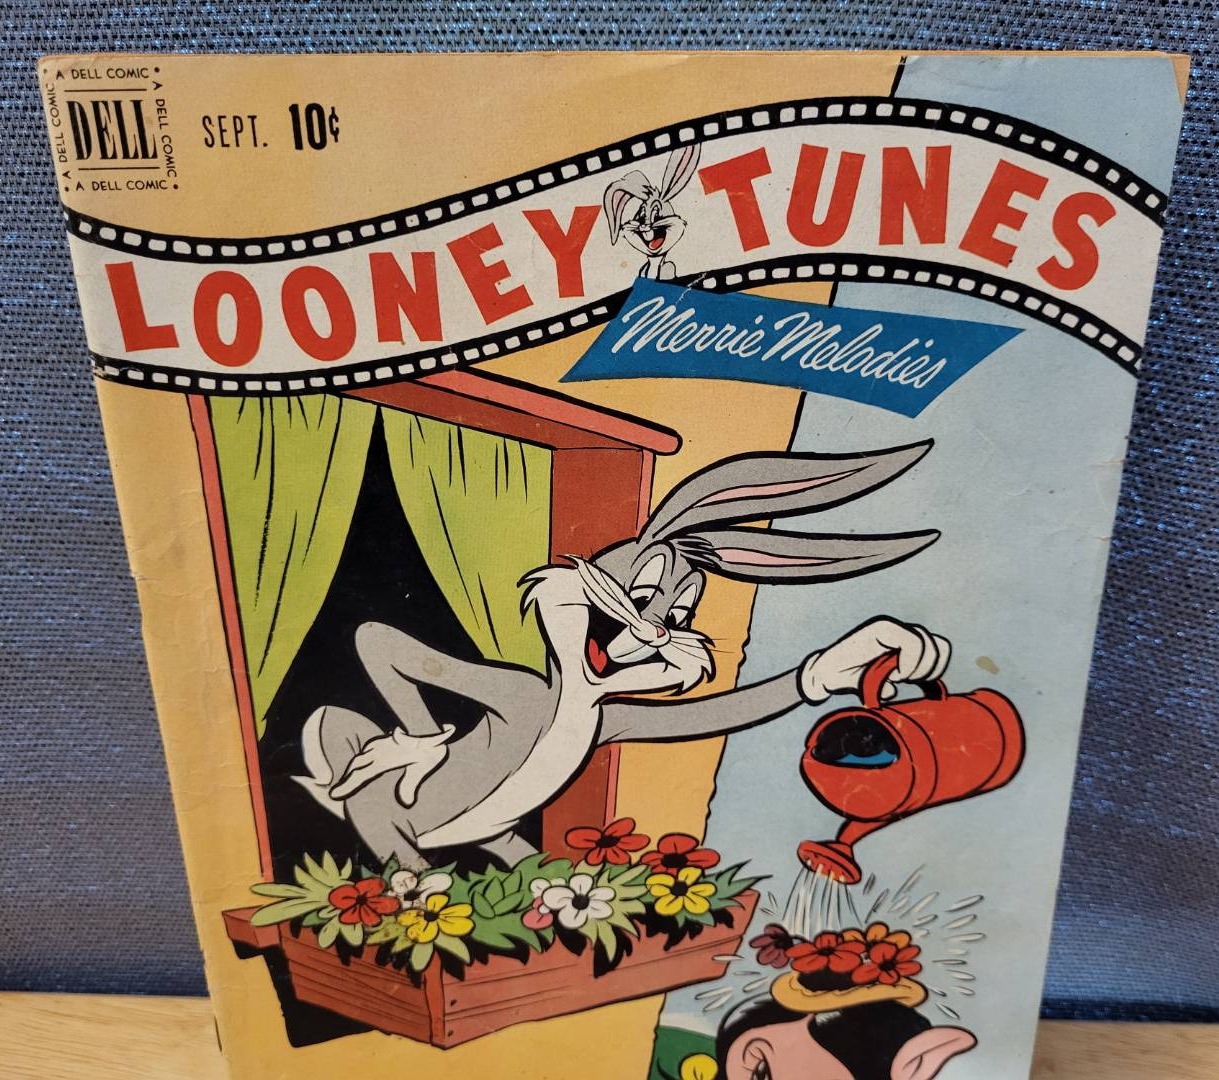 A DELL COMIC
A DELL COMIC
DELL
A DELL COMIC
A DELL COMIC
SEPT. 10¢
LOONEY TUNES
Merrie Melodies